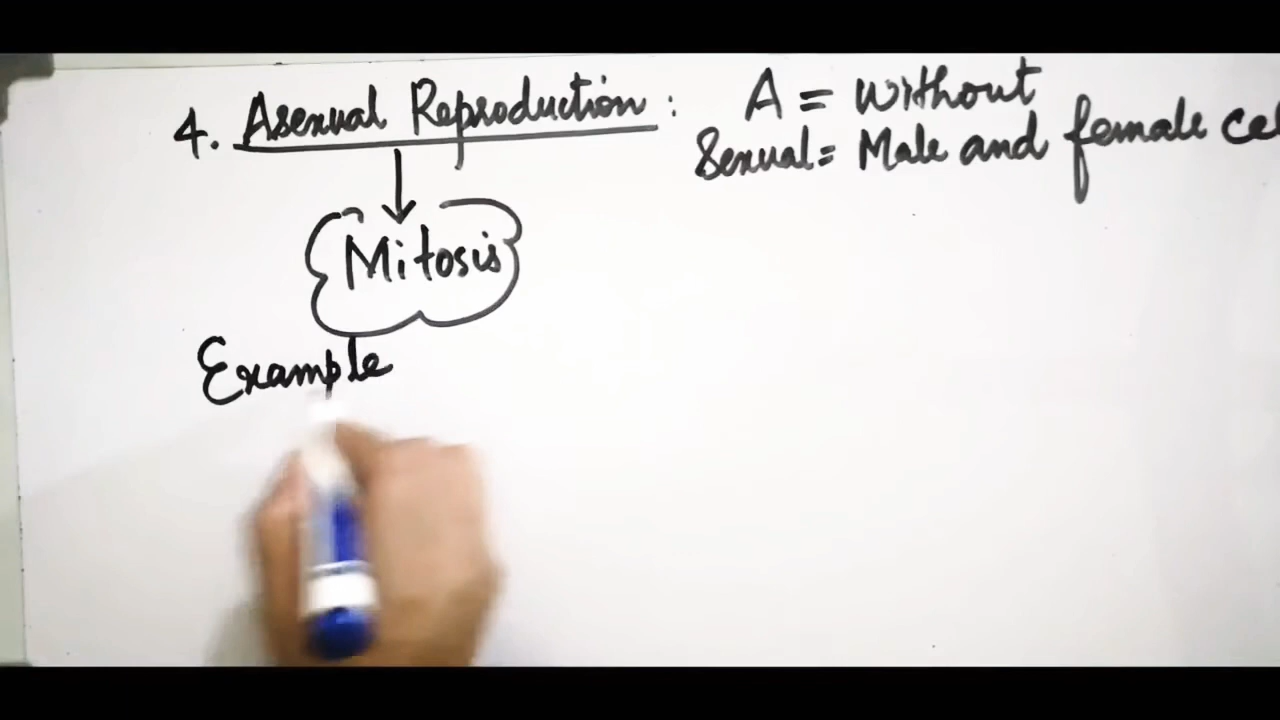 4. Asexual Reproduction:
A = without
Sexual = Male and female
Mitosis
Example